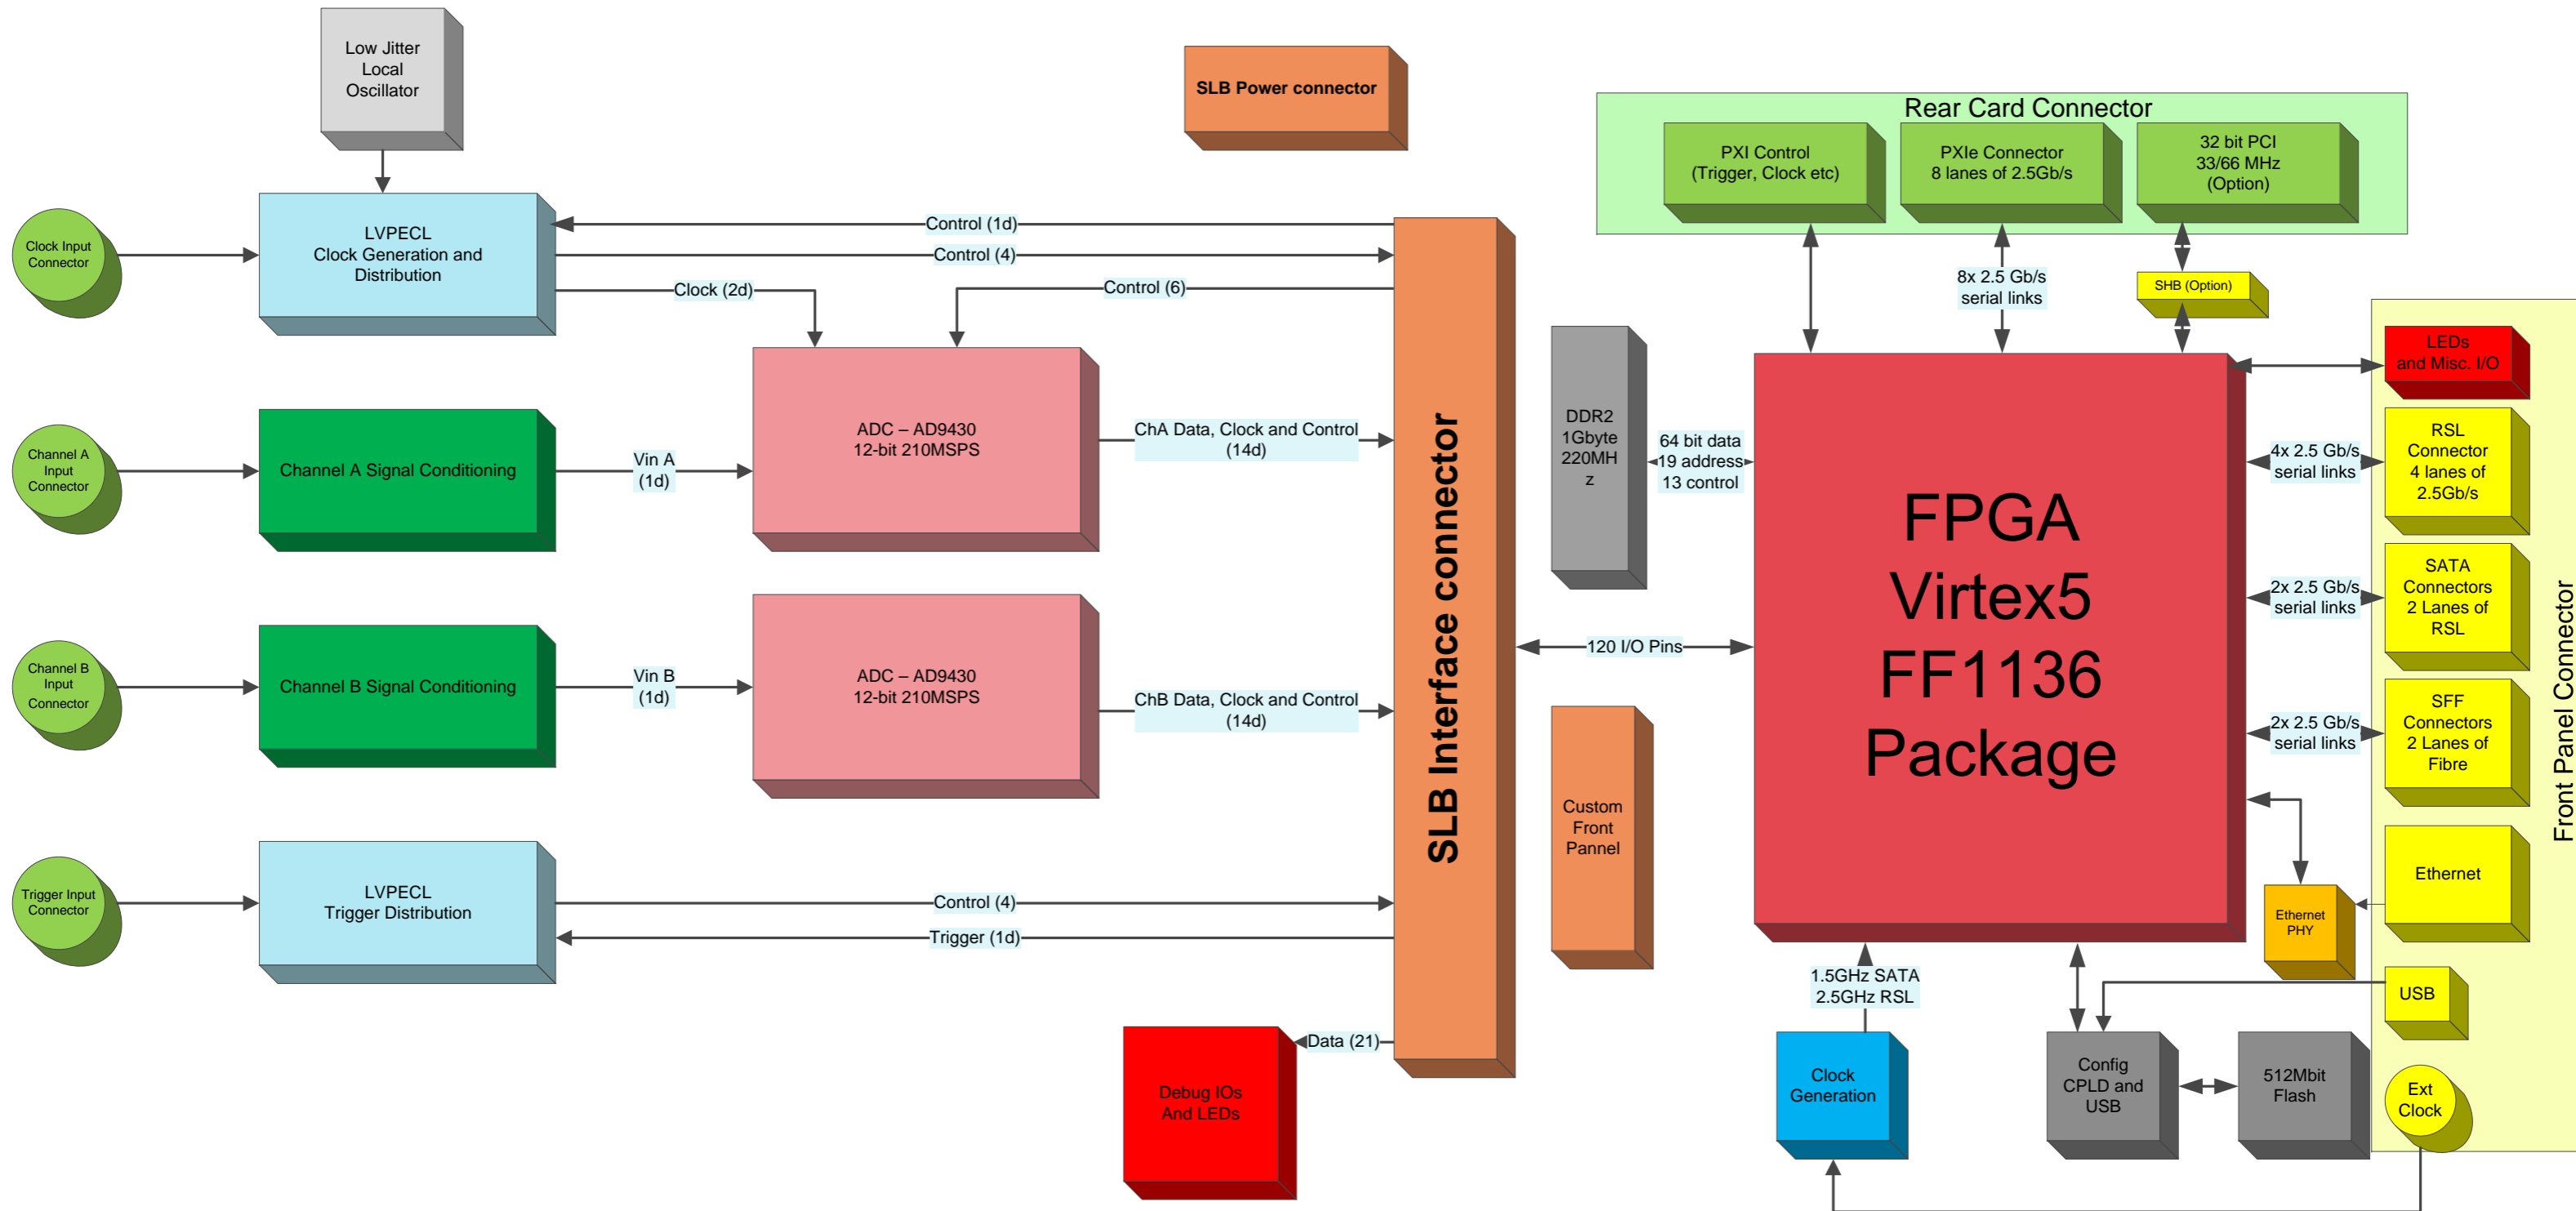 Low Jitter
Local
Oscillator
SLB Power connector
Rear Card Connector
PXI Control
(Trigger, Clock etc)
PXIe Connector
8 lanes of 2.5Gb/s
32 bit PCI
33/66 MHz
(Option)
Clock Input
Connector
LVPECL
Clock Generation and
Distribution
Control (1d)
Control (4)
Clock (2d)
Control (6)
8x 2.5 Gb/s
serial links
SHB (Option)
Channel A
Input
Connector
Channel A Signal Conditioning
Vin A
(1d)
ADC – AD9430
12-bit 210MSPS
ChA Data, Clock and Control
(14d)
Channel B
Input
Connector
Channel B Signal Conditioning
Vin B
(1d)
ADC – AD9430
12-bit 210MSPS
ChB Data, Clock and Control
(14d)
Trigger Input
Connector
LVPECL
Trigger Distribution
Control (4)
Trigger (1d)
Debug IOs
And LEDs
Data (21)
SLB Interface connector
DDR2
1Gbyte
220MH
z
64 bit data
19 address
13 control
120 I/O Pins
Custom
Front
Pannel
FPGA
Virtex5
FF1136
Package
LEDs
and Misc. I/O
4x 2.5 Gb/s
serial links
RSL
Connector
4 lanes of
2.5Gb/s
2x 2.5 Gb/s
serial links
SATA
Connectors
2 Lanes of
RSL
2x 2.5 Gb/s
serial links
SFF
Connectors
2 Lanes of
Fibre
Front Panel Connector
Ethernet
Ethernet
PHY
USB
1.5GHz SATA
2.5GHz RSL
Clock
Generation
Config
CPLD and
USB
512Mbit
Flash
Ext
Clock